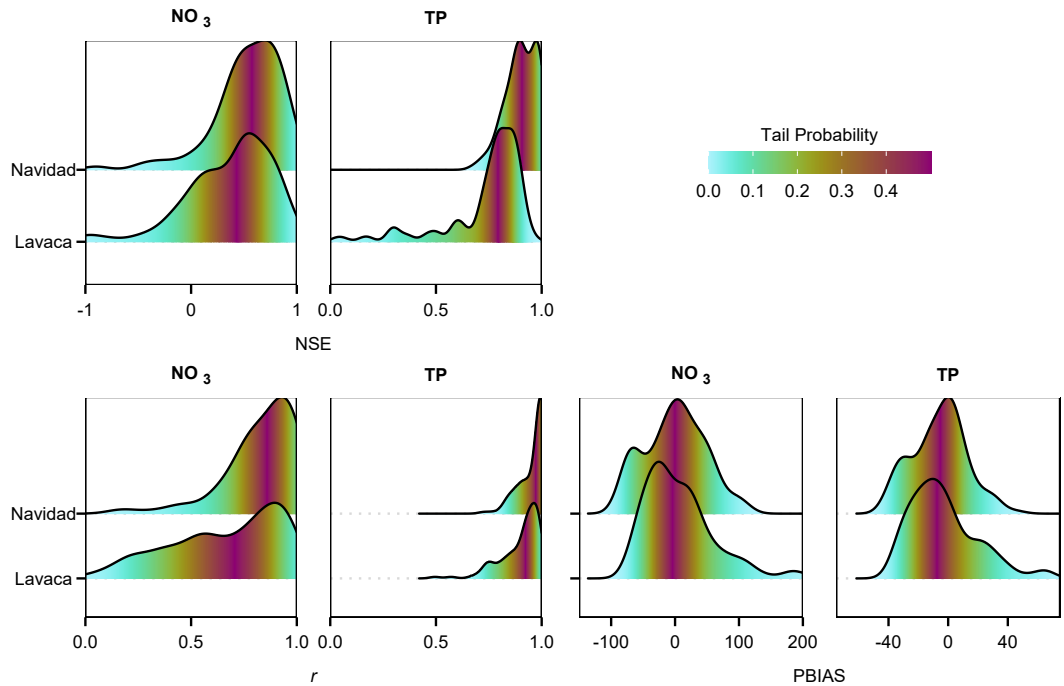 NO 3 TP
Tail Probability
0.0 0.1 0.2 0.3 0.4
Navidad
Lavaca
-1 0 1 0.0 0.5 1.0
NSE
NO 3 TP NO 3 TP
Navidad
Lavaca
0.0 0.5 1.0 0.0 0.5 1.0 -100 0 100 200 -40 0 40
r PBIAS